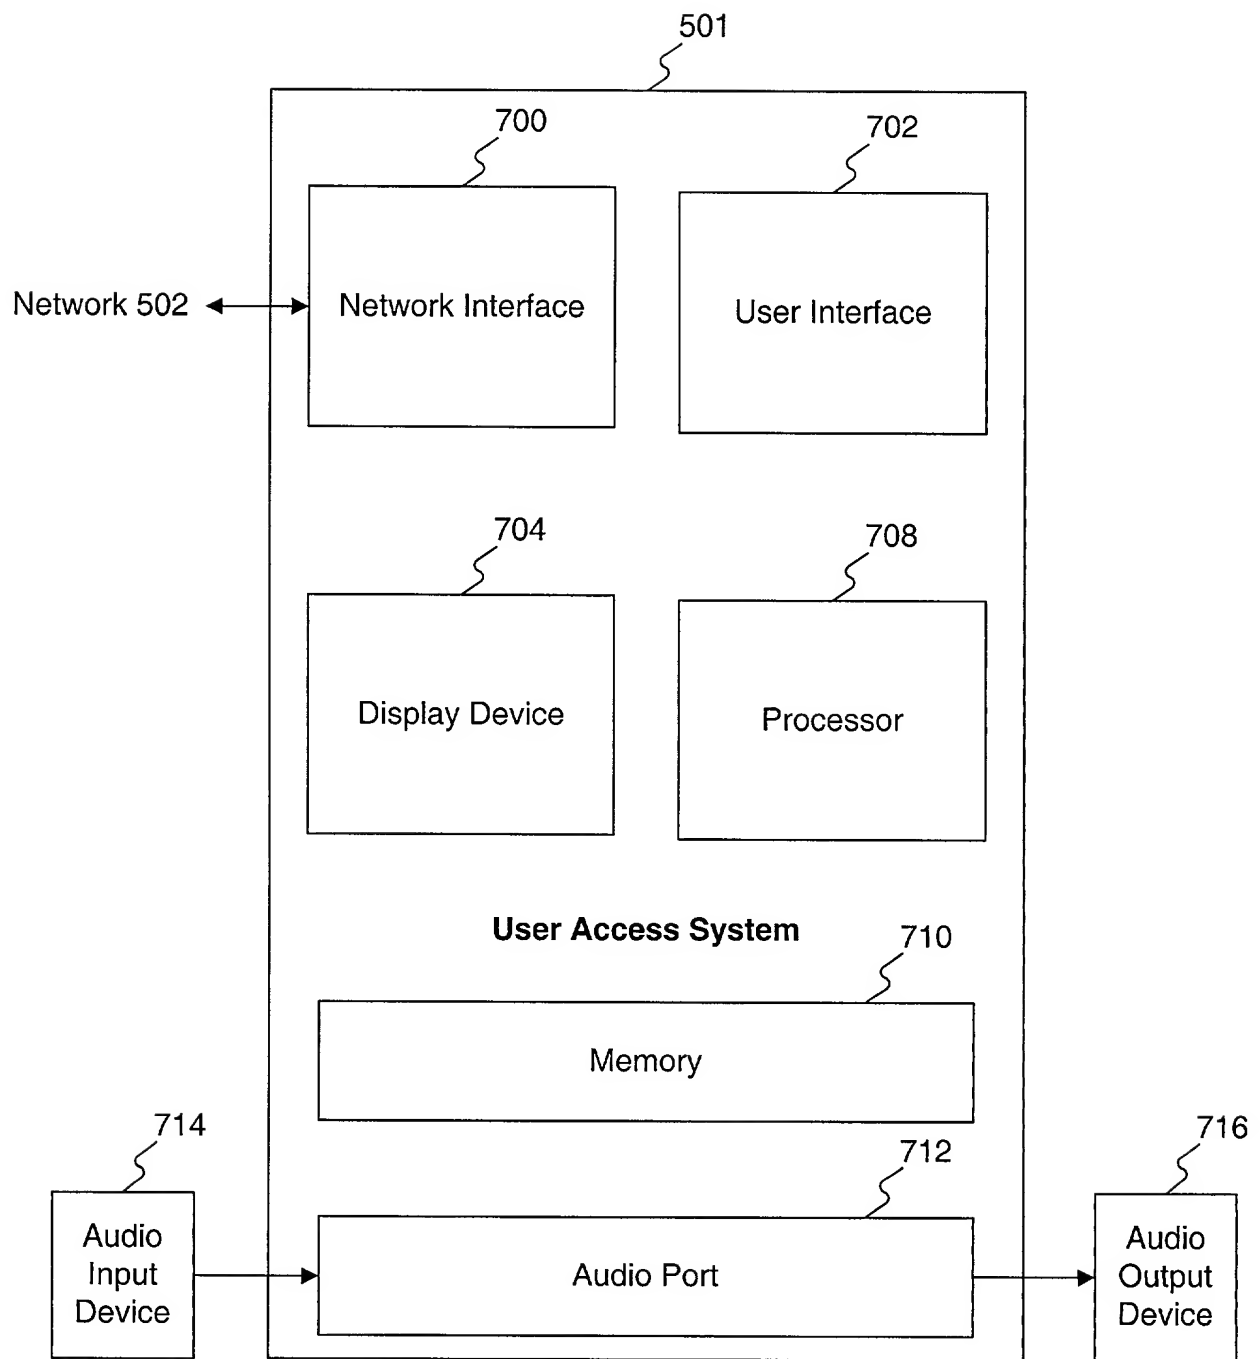 501
700
702
Network 502
Network Interface
User Interface
704
708
Display Device
Processor
User Access System
710
Memory
714
712
716
Audio
Input
Device
Audio Port
Audio
Output
Device